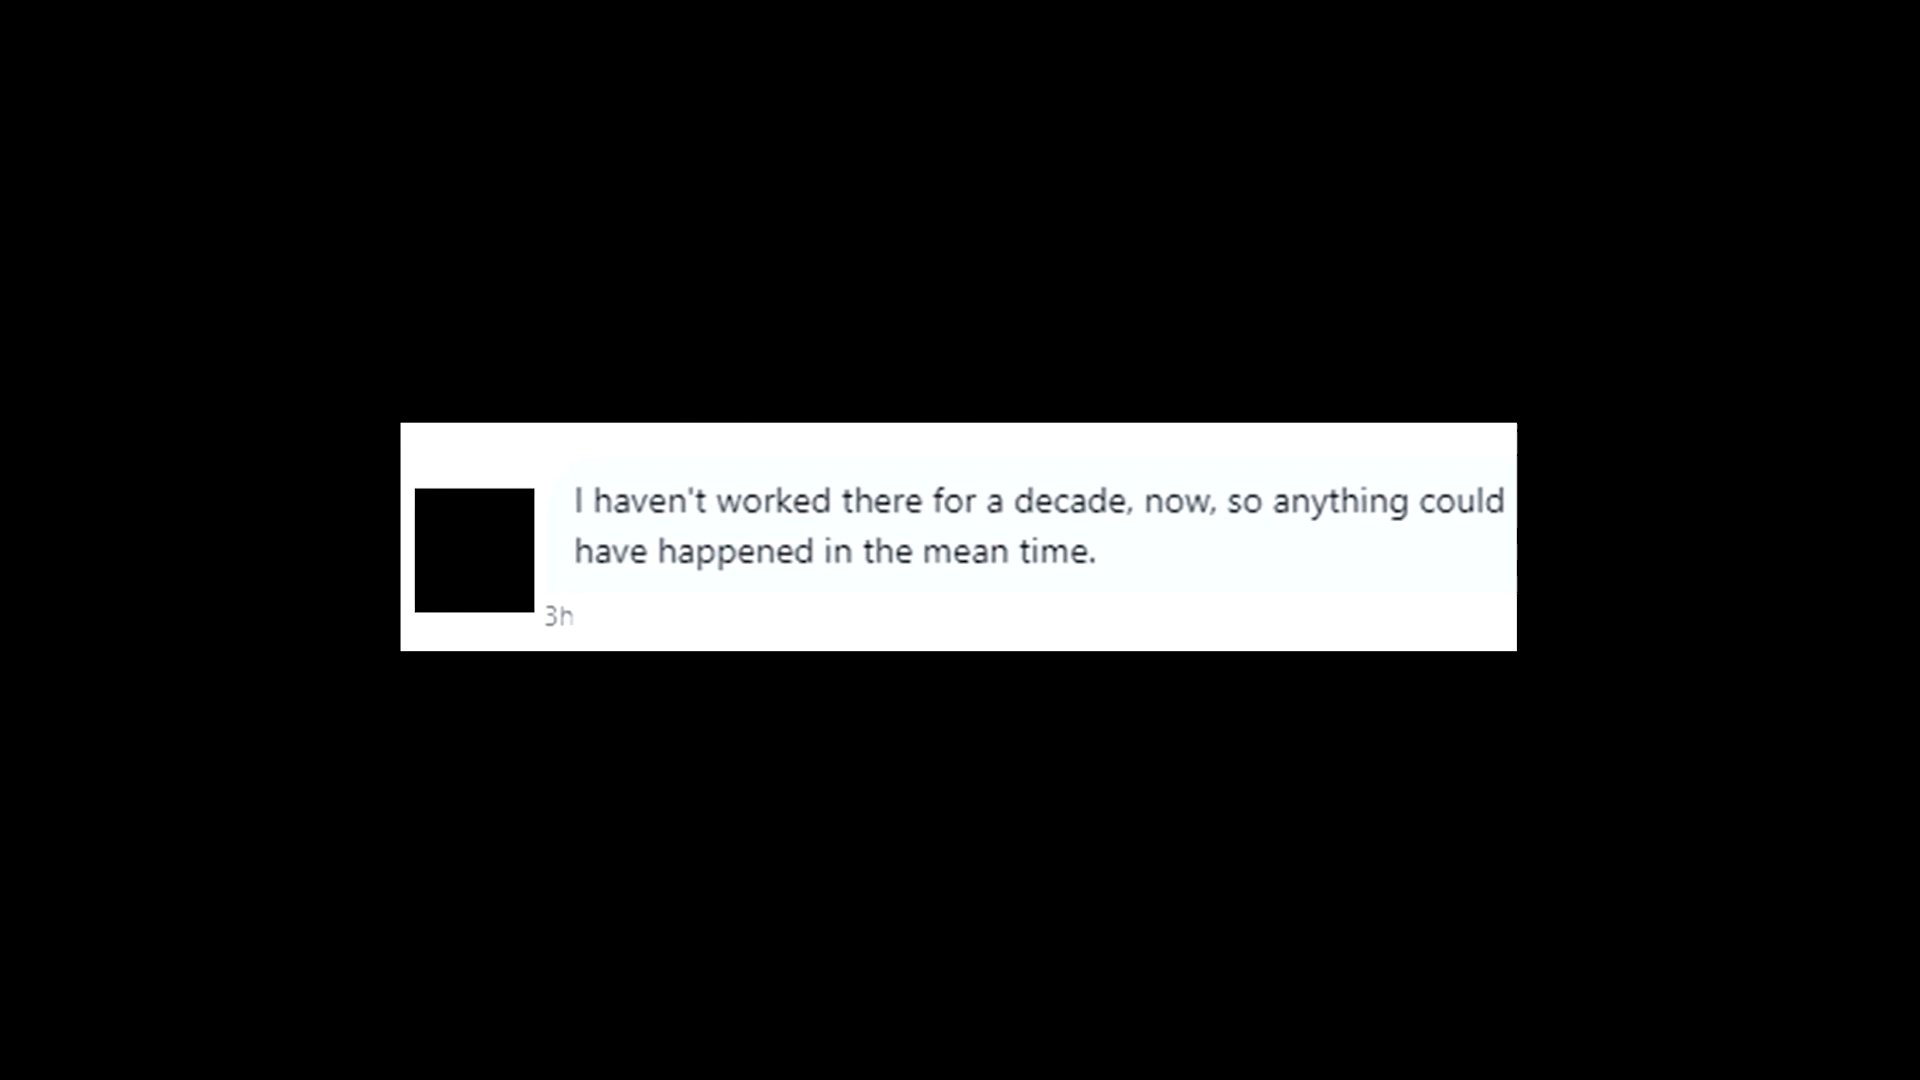 I haven't worked there for a decade, now, so anything could
have happened in the mean time.
3h